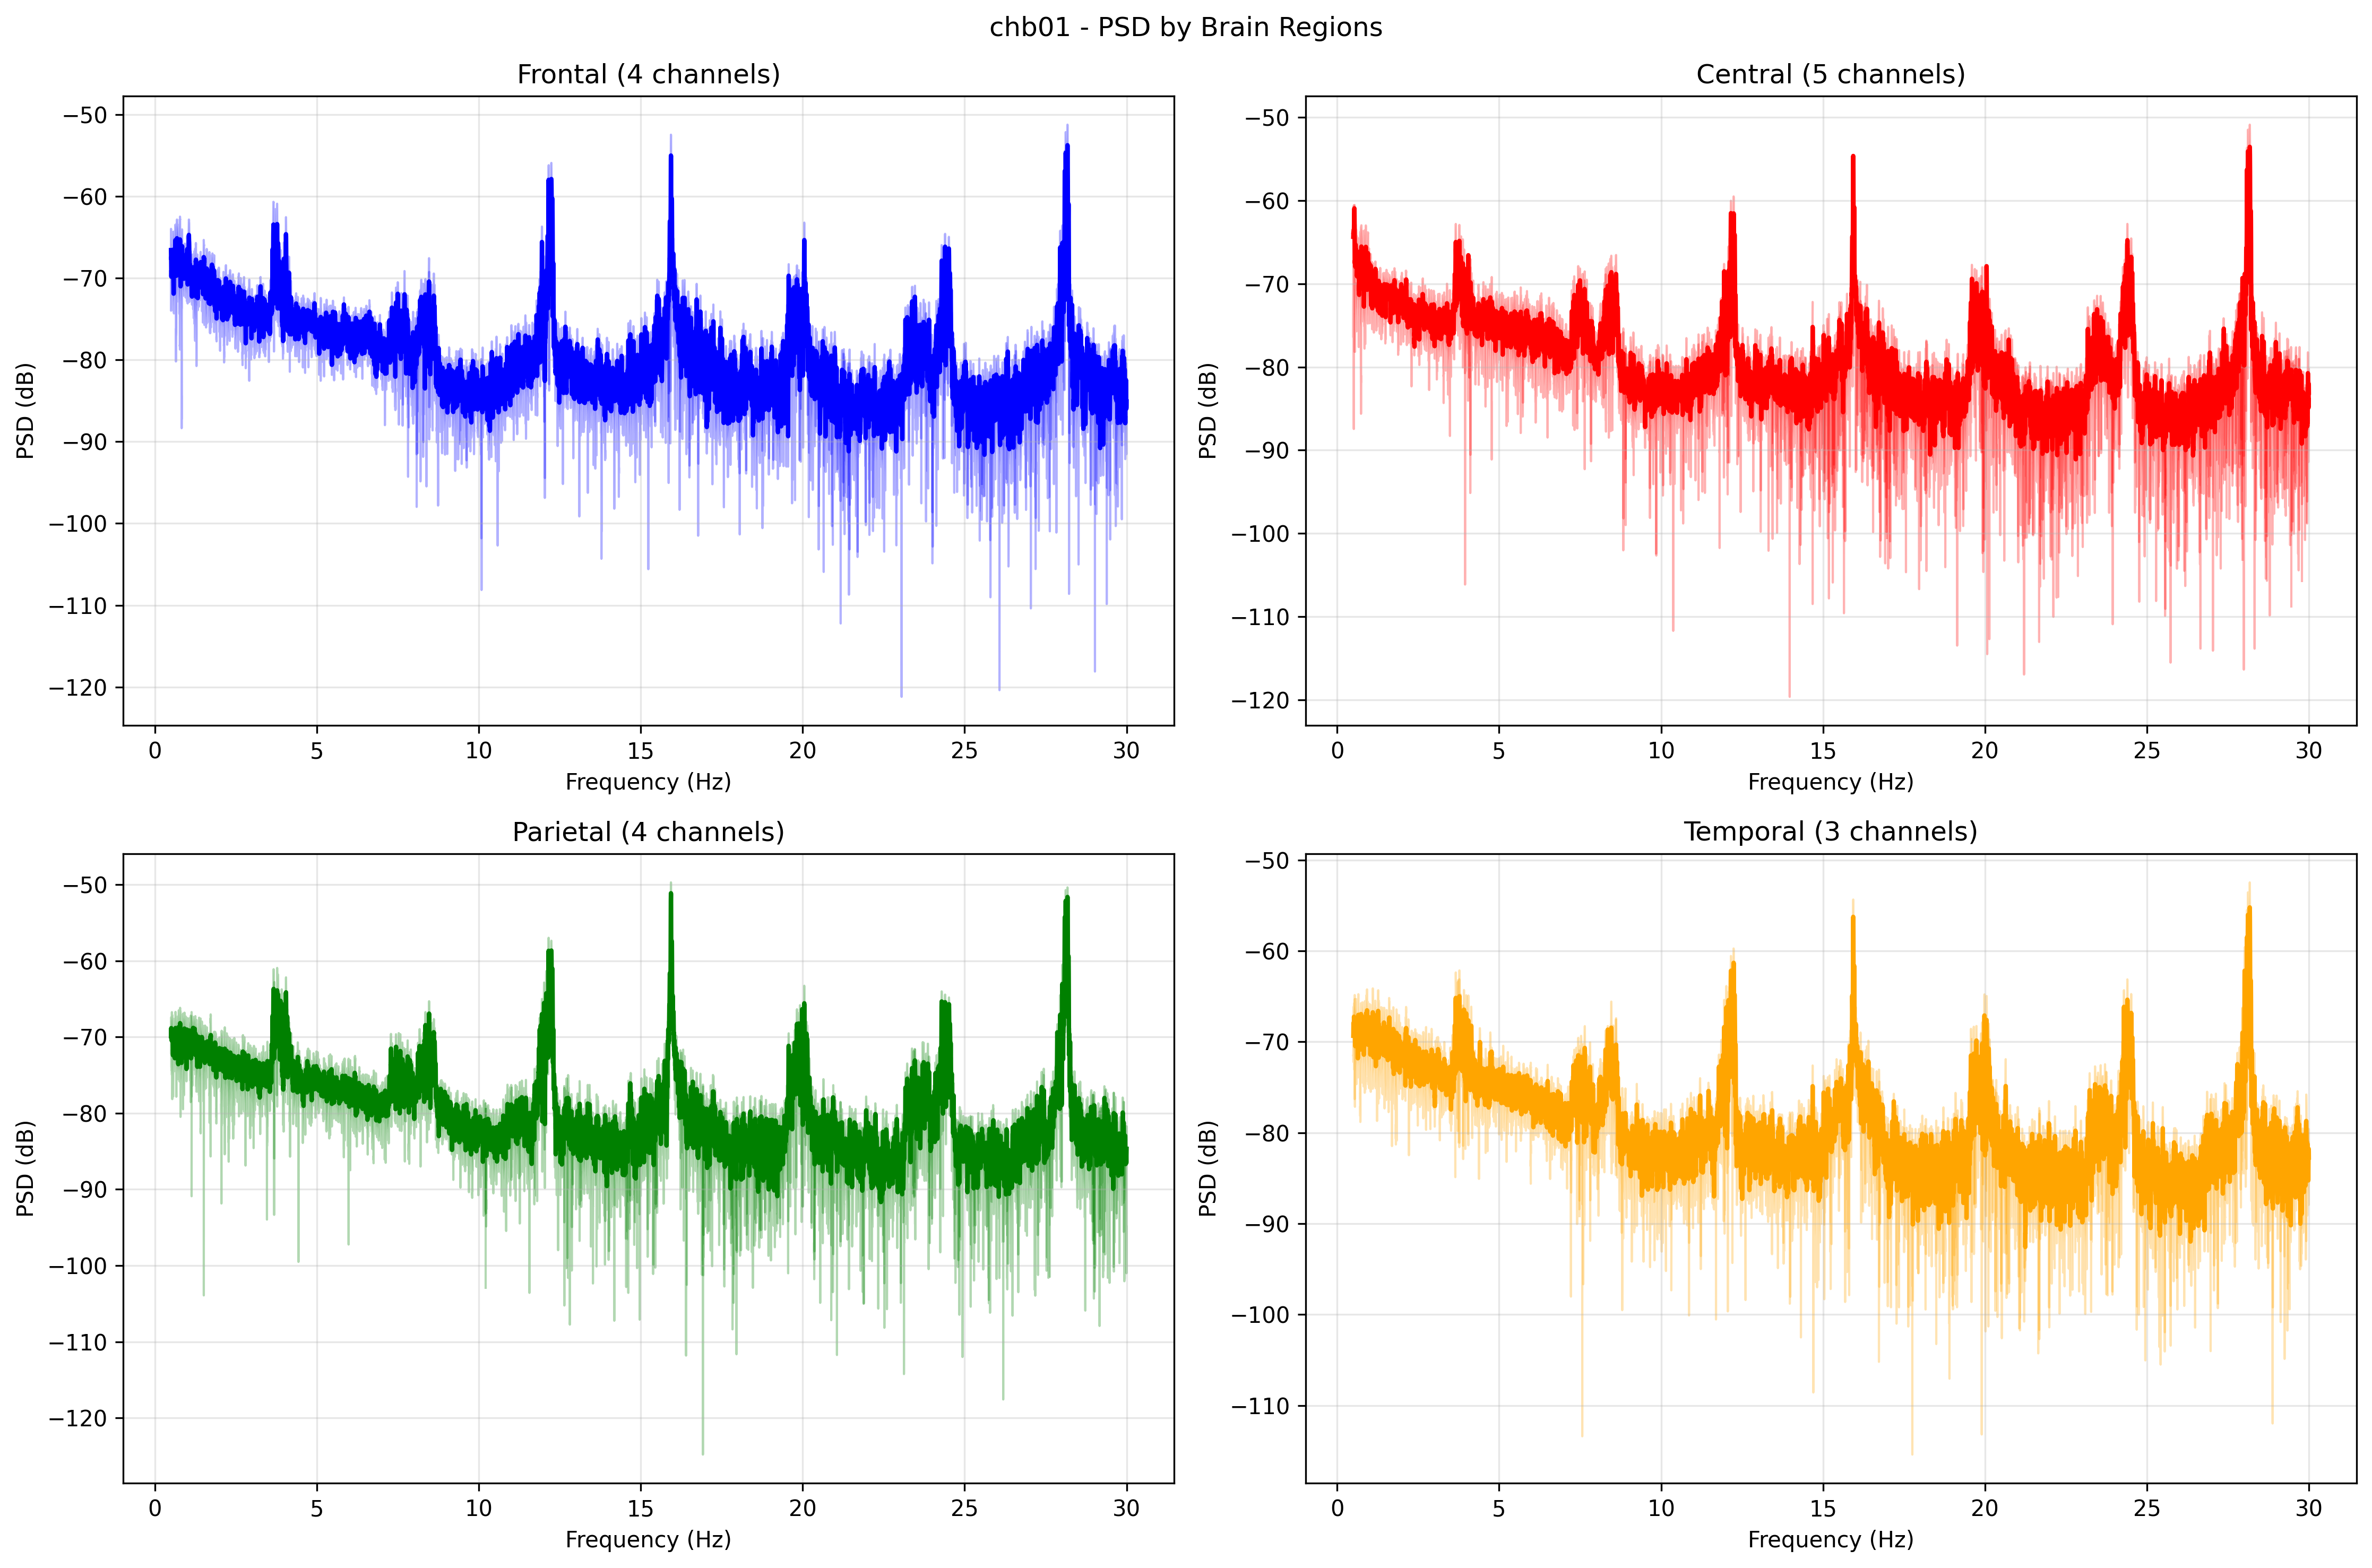 chb01 - PSD by Brain Regions
Frontal (4 channels)
PSD (dB)
−50
−60
−70
−80
−90
−100
−110
−120
0 5 10 15 20 25 30
Frequency (Hz)
Central (5 channels)
PSD (dB)
−50
−60
−70
−80
−90
−100
−110
−120
0 5 10 15 20 25 30
Frequency (Hz)
Parietal (4 channels)
PSD (dB)
−50
−60
−70
−80
−90
−100
−110
−120
0 5 10 15 20 25 30
Frequency (Hz)
Temporal (3 channels)
PSD (dB)
−50
−60
−70
−80
−90
−100
−110
0 5 10 15 20 25 30
Frequency (Hz)